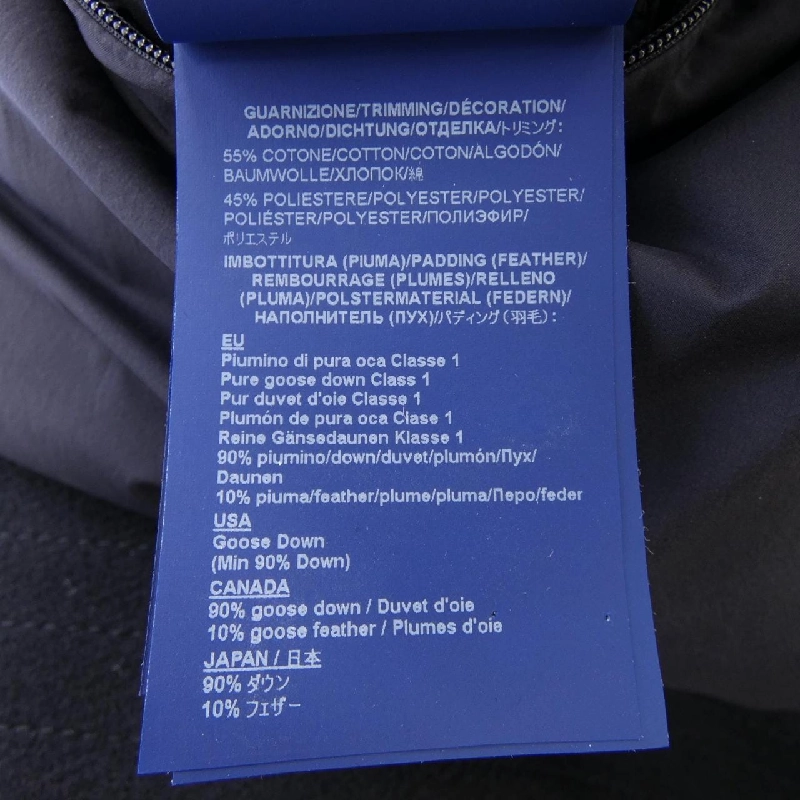 GUARNIZIONE/TRIMMING/DÉCORATION/
ADORNO/DICHTUNG/ОТДЕЛКА/トリミング:
55% COTONE/COTTON/COTON/ALGODÓN/
BAUMWOLLE/ХЛОПОК/綿
45% POLIESTERE/POLYESTER/POLYESTER/
POLIÉSTER/POLYESTER/ПОЛИЭФИР/
ポリエステル
IMBOTTITURA (PIUMA)/PADDING (FEATHER)/
REMBOURRAGE (PLUMES)/RELLENO
(PLUMA)/POLSTERMATERIAL (FEDERN)/
НАПОЛНИТЕЛЬ (ПУХ)/パディング(羽毛):
EU
Piumino di pura oca Classe 1
Pure goose down Class 1
Pur duvet d'oie Classe 1
Plumón de pura oca Clase 1
Reine Gänsedaunen Klasse 1
90% piumino/down/duvet/plumón/Пух/
Daunen
10% piuma/feather/plume/pluma/Перо/feder
USA
Goose Down
(Min 90% Down)
CANADA
90% goose down / Duvet d'oie
10% goose feather / Plumes d'oie
JAPAN / 日本
90% ダウン
10% フェザー